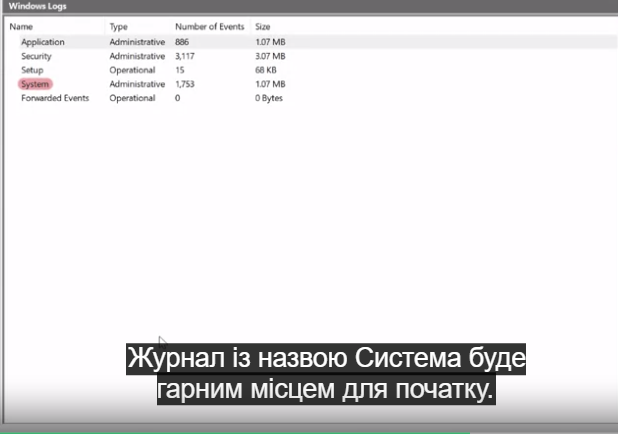 Windows Logs
Name Type Number of Events Size
Application Administrative 886 1.07 MB
Security Administrative 3,117 3.07 MB
Setup Operational 15 68 KB
System Administrative 1,753 1.07 MB
Forwarded Events Operational 0 0 Bytes
Журнал із назвою Система буде
гарним місцем для початку.